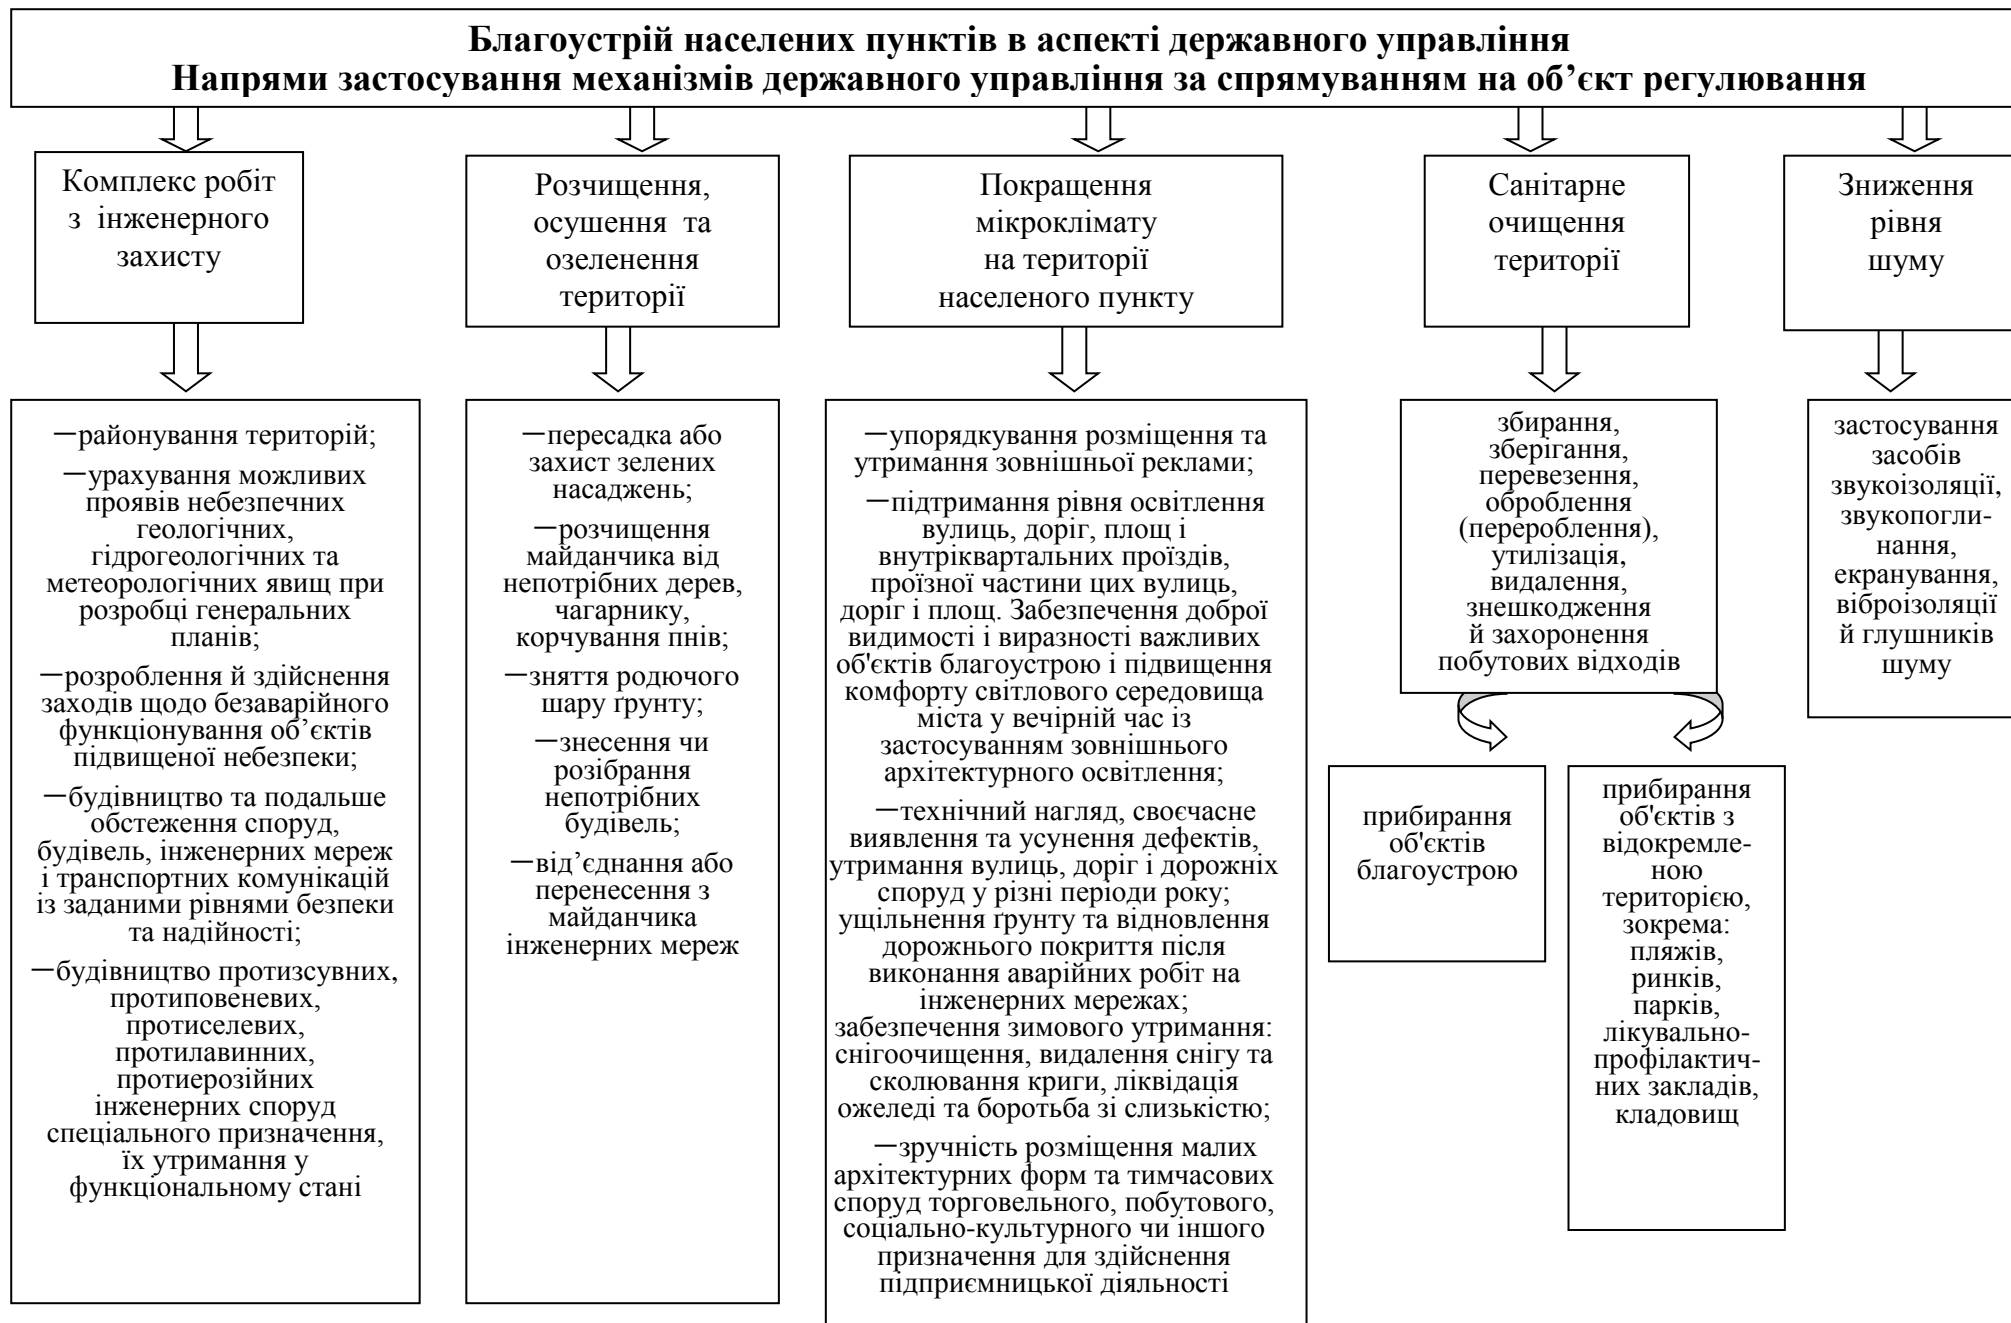 Благоустрій населених пунктів в аспекті державного управління
Напрями застосування механізмів державного управління за спрямуванням на об’єкт регулювання
Комплекс робіт
з інженерного
захисту
Розчищення,
осушення та
озеленення
території
Покращення
мікроклімату
на території
населеного пункту
Санітарне
очищення
території
Зниження
рівня
шуму
—районування територій;
—урахування можливих
проявів небезпечних
геологічних,
гідрогеологічних та
метеорологічних явищ при
розробці генеральних
планів;
—розроблення й здійснення
заходів щодо безаварійного
функціонування об’єктів
підвищеної небезпеки;
—будівництво та подальше
обстеження споруд,
будівель, інженерних мереж
і транспортних комунікацій
із заданими рівнями безпеки
та надійності;
—будівництво протизсувних,
протиповеневих,
протиселевих,
протилавинних,
протиерозійних
інженерних споруд
спеціального призначення,
їх утримання у
функціональному стані
—пересадка або
захист зелених
насаджень;
—розчищення
майданчика від
непотрібних дерев,
чагарнику,
корчування пнів;
—зняття родючого
шару ґрунту;
—знесення чи
розібрання
непотрібних
будівель;
—від’єднання або
перенесення з
майданчика
інженерних мереж
—упорядкування розміщення та
утримання зовнішньої реклами;
—підтримання рівня освітлення
вулиць, доріг, площ і
внутріквартальних проїздів,
проїзної частини цих вулиць,
доріг і площ. Забезпечення доброї
видимості і виразності важливих
об'єктів благоустрою і підвищення
комфорту світлового середовища
міста у вечірній час із
застосуванням зовнішнього
архітектурного освітлення;
—технічний нагляд, своєчасне
виявлення та усунення дефектів,
утримання вулиць, доріг і дорожніх
споруд у різні періоди року;
ущільнення ґрунту та відновлення
дорожнього покриття після
виконання аварійних робіт на
інженерних мережах;
забезпечення зимового утримання:
снігоочищення, видалення снігу та
сколювання криги, ліквідація
ожеледі та боротьба зі слизькістю;
—зручність розміщення малих
архітектурних форм та тимчасових
споруд торговельного, побутового,
соціально-культурного чи іншого
призначення для здійснення
підприємницької діяльності
збирання,
зберігання,
перевезення,
оброблення
(перероблення),
утилізація,
видалення,
знешкодження
й захоронення
побутових відходів
прибирання
об'єктів
благоустрою
прибирання
об'єктів з
відокремле-
ною
територією,
зокрема:
пляжів,
ринків,
парків,
лікувально-
профілактич-
них закладів,
кладовищ
застосування
засобів
звукоізоляції,
звукопогли-
нання,
екранування,
віброізоляції
й глушників
шуму